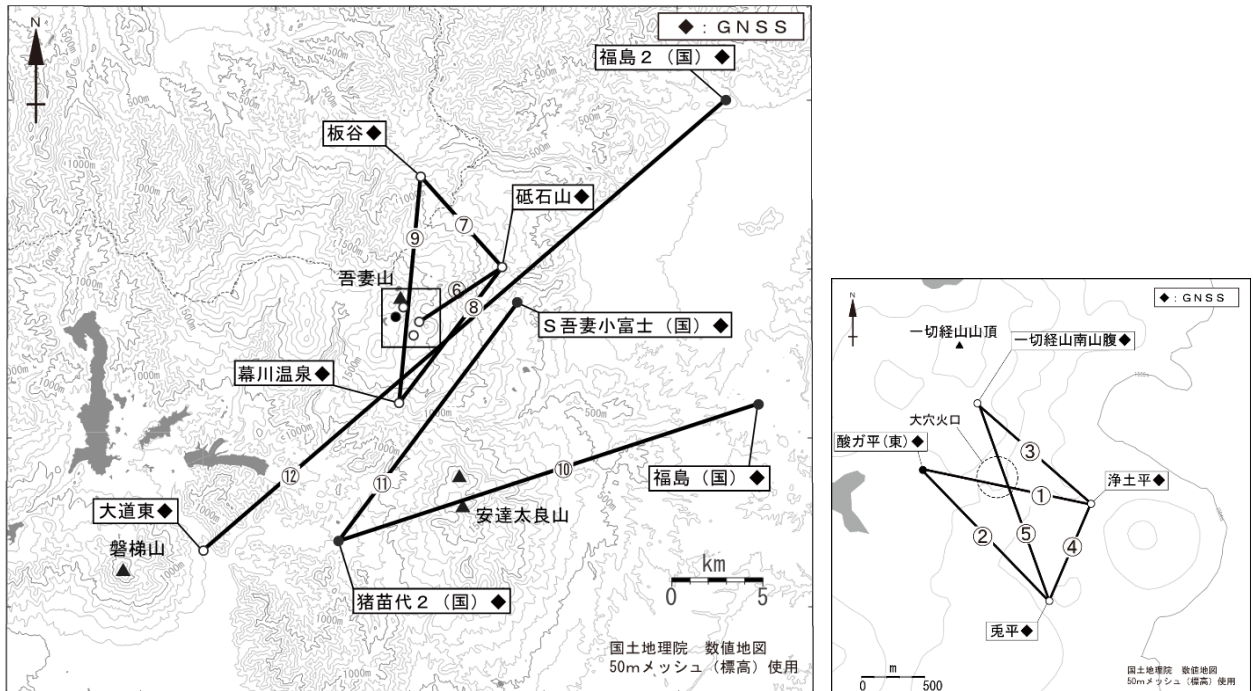 N
◆：ＧＮＳＳ
福島２（国）◆
板谷◆
砥石山◆
⑦
⑨
吾妻山
⑥
⑧
Ｓ吾妻小富士（国）◆
幕川温泉◆
⑩
⑪
⑫
福島（国）◆
大道東◆
安達太良山
磐梯山
km
0 5
猪苗代２（国）◆
国土地理院 数値地図
50mメッシュ（標高）使用
500m
1000m
1500m
N
◆：ＧＮＳＳ
一切経山山頂
一切経山南山腹◆
大穴火口
酸ガ平(東)◆
③
浄土平◆
①
②
⑤
④
兎平◆
m
0 500
国土地理院 数値地図
50mメッシュ（標高）使用